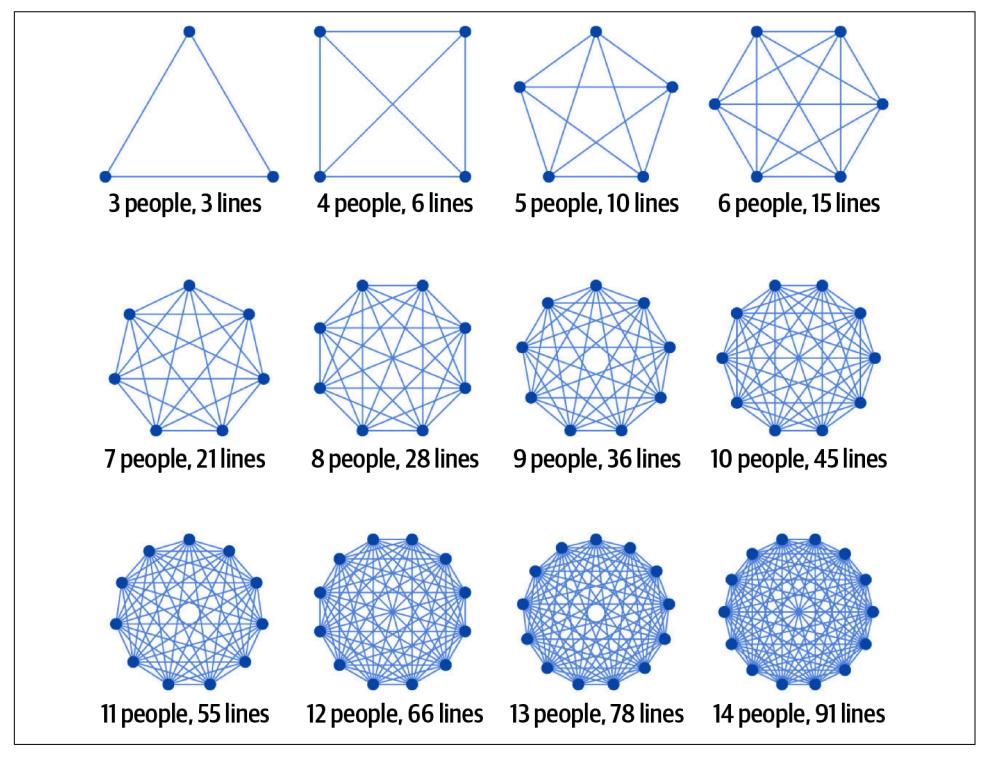 3 people, 3 lines
4 people, 6 lines
5 people, 10 lines
6 people, 15 lines
7 people, 21 lines
8 people, 28 lines
9 people, 36 lines
10 people, 45 lines
11 people, 55 lines
12 people, 66 lines
13 people, 78 lines
14 people, 91 lines